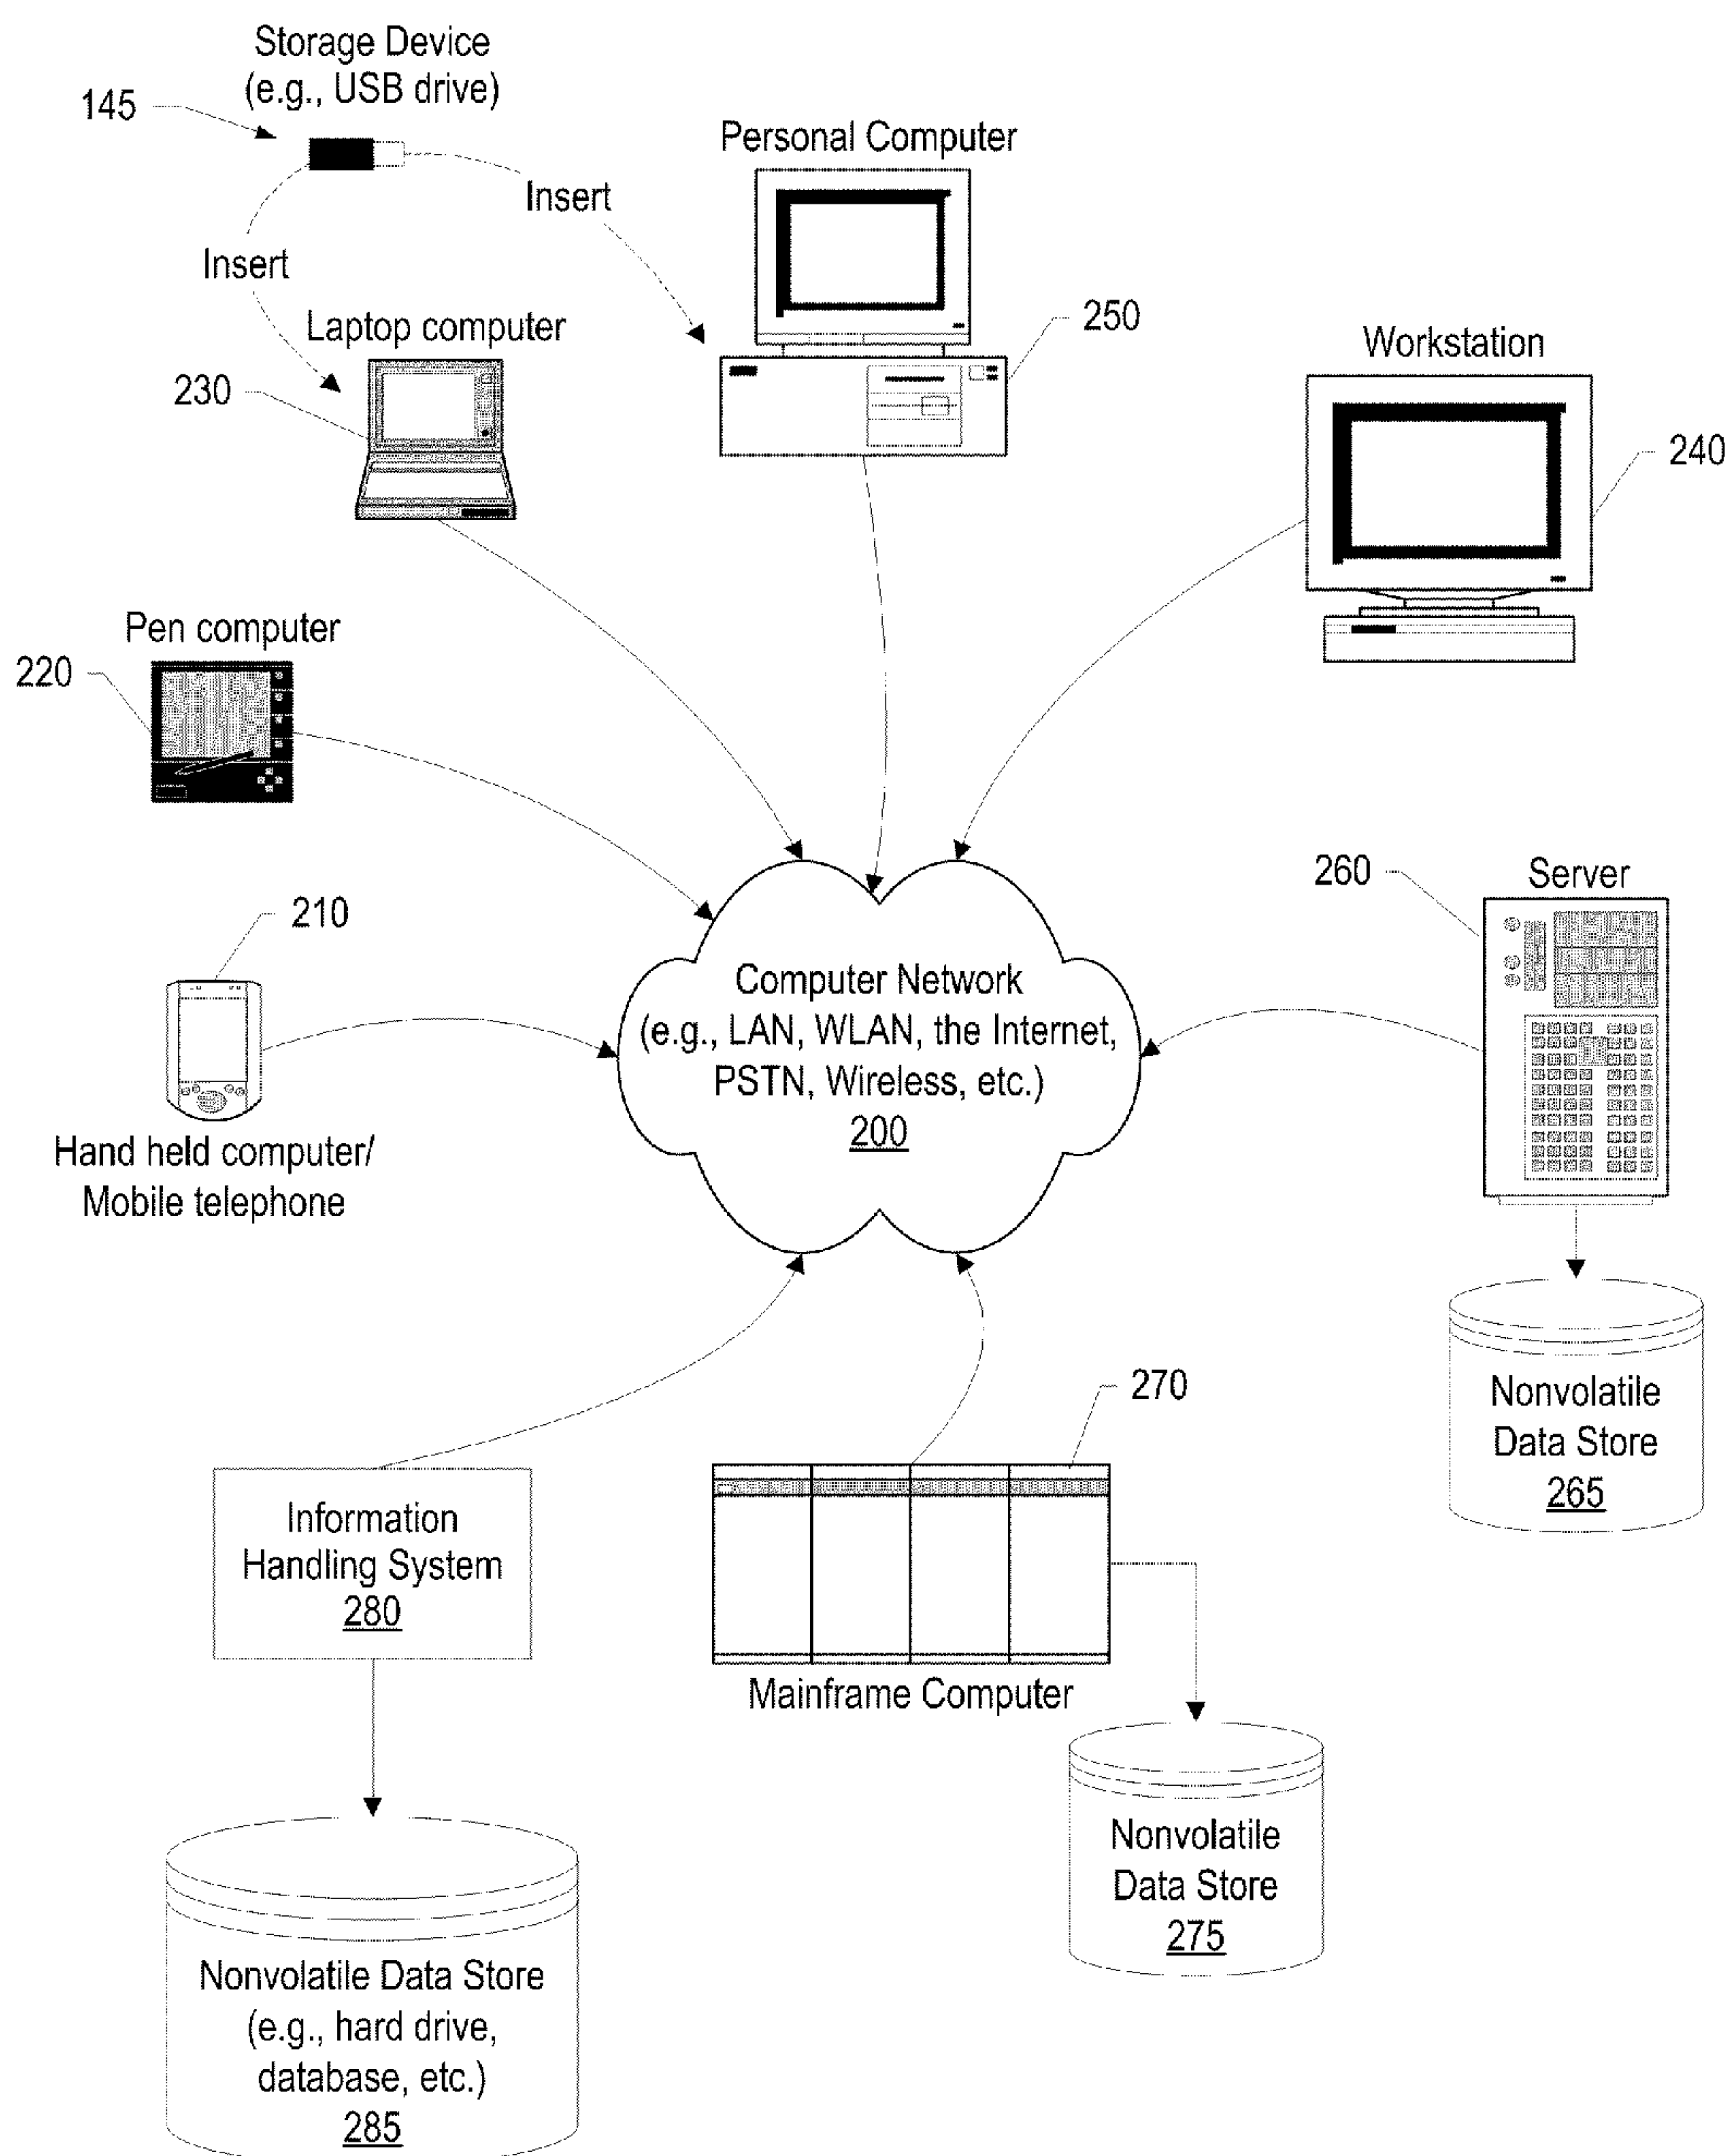 Storage Device
(e.g., USB drive)
145
Personal Computer
Insert
Insert
Laptop computer
250
Workstation
230
240
Pen computer
220
260
Server
210
Computer Network
(e.g., LAN, WLAN, the Internet,
PSTN, Wireless, etc.)
200
Hand held computer/
Mobile telephone
270
Nonvolatile
Data Store
265
Information
Handling System
280
Mainframe Computer
Nonvolatile
Data Store
275
Nonvolatile Data Store
(e.g., hard drive,
database, etc.)
285